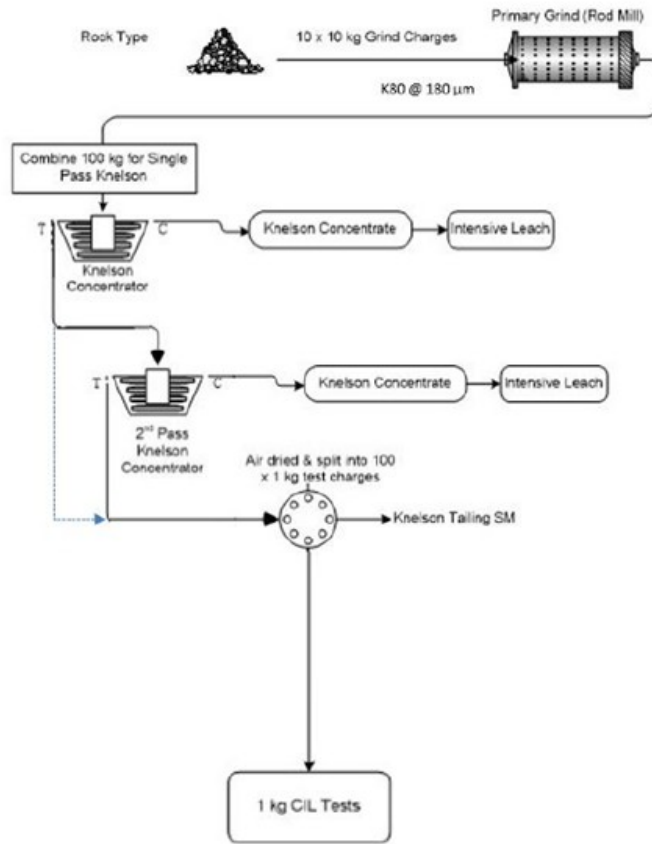 Primary Grind (Rod Mill)
Rock Type
10 x 10 kg Grind Charges
K80 @ 180 µm
Combine 100 kg for Single
Pass Knelson
T
C
Knelson
Concentrator
Knelson Concentrate
Intensive Leach
T
C
2nd Pass
Knelson
Concentrator
Knelson Concentrate
Intensive Leach
Air dried & split into 100
x 1 kg test charges
Knelson Tailing SM
1 kg CIL Tests